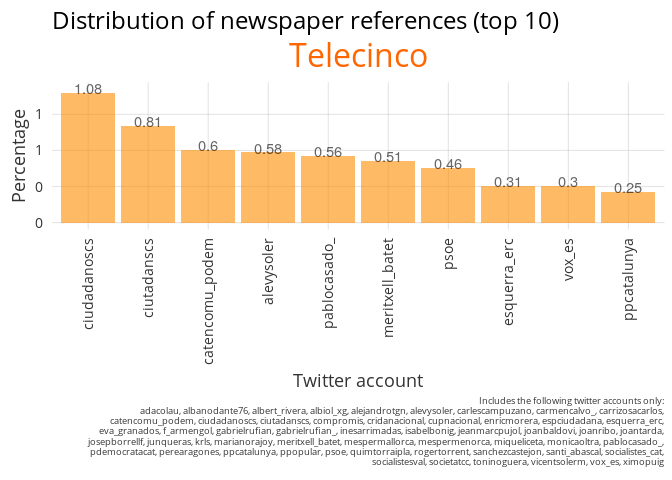 Distribution of newspaper references (top 10)
Telecinco
Percentage
1
1
0
0
1.08
0.81
0.6
0.58
0.56
0.51
0.46
0.31
0.3
0.25
ciudadanoscs
ciutadanscs
catencomu_podem
alevysoler
pablocasado_
meritxell_batet
psoe
esquerra_erc
vox_es
ppcatalunya
Twitter account
Includes the following twitter accounts only:
adacolau, albanodante76, albert_rivera, albiol_xg, alejandrotgn, alevysoler, carlescampuzano, carmencalvo_, carrizosacarlos,
catencomu_podem, ciudadanoscs, ciutadanscs, compromis, cridanacional, cupnacional, enricmorera, espciudadana, esquerra_erc,
eva_granados, f_armengol, gabrielrufian, gabrielrufian_, inesarrimadas, isabelbonig, jeanmarcpujol, joanbaldovi, joanribo, joantarda,
josepborrellf, junqueras, krls, marianorajoy, meritxell_batet, mespermallorca, mespermenorca, miqueliceta, monicaoltra, pablocasado_,
pdemocratacat, perearagones, ppcatalunya, ppopular, psoe, quimtorraipla, rogertorrent, sanchezcastejon, santi_abascal, socialistes_cat,
socialistesval, societatcc, toninoguera, vicentsolerm, vox_es, ximopuig